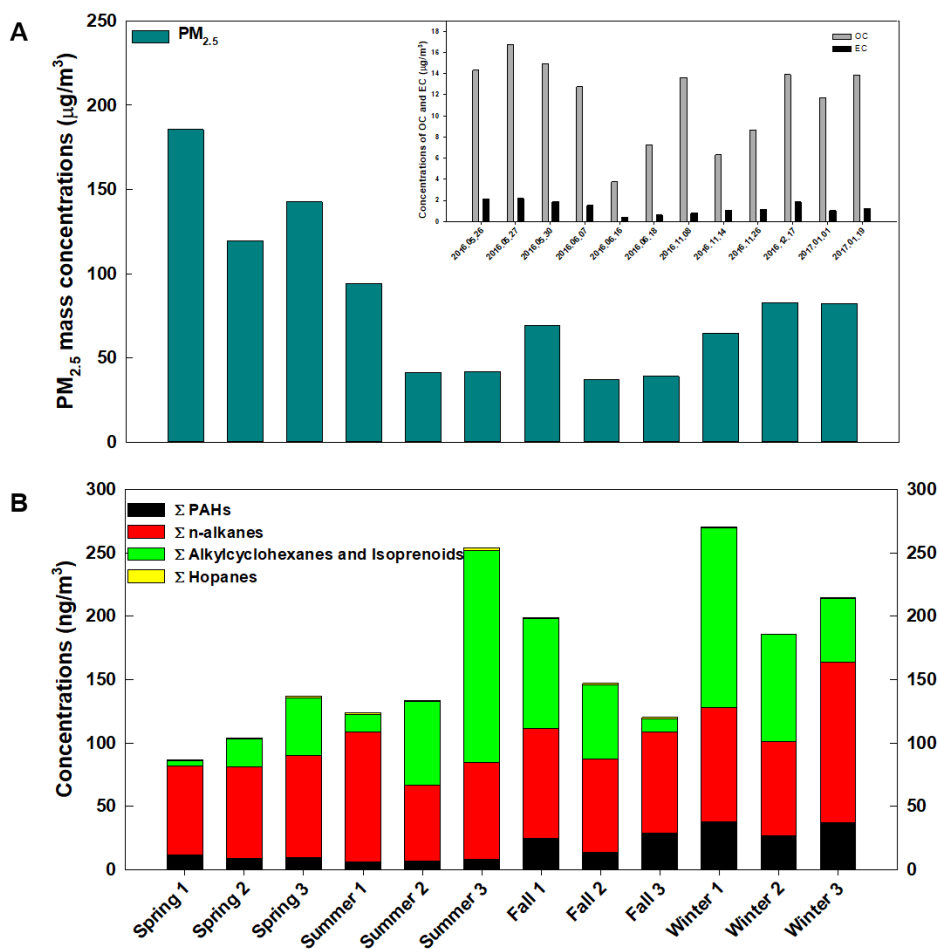 A
PM2.5 mass concentrations (μg/m3)
250
200
150
100
50
0
PM2.5
Concentrations of OC and EC (μg/m3)
18
16
14
12
10
8
6
4
2
0
OC
EC
2016.05.26
2016.05.27
2016.05.30
2016.06.07
2016.06.16
2016.06.18
2016.11.08
2016.11.14
2016.11.26
2016.12.17
2017.01.01
2017.01.19
B
Concentrations (ng/m3)
300
250
200
150
100
50
0
Σ PAHs
Σ n-alkanes
Σ Alkylcyclohexanes and Isoprenoids
Σ Hopanes
300
250
200
150
100
50
0
Spring 1
Spring 2
Spring 3
Summer 1
Summer 2
Summer 3
Fall 1
Fall 2
Fall 3
Winter 1
Winter 2
Winter 3